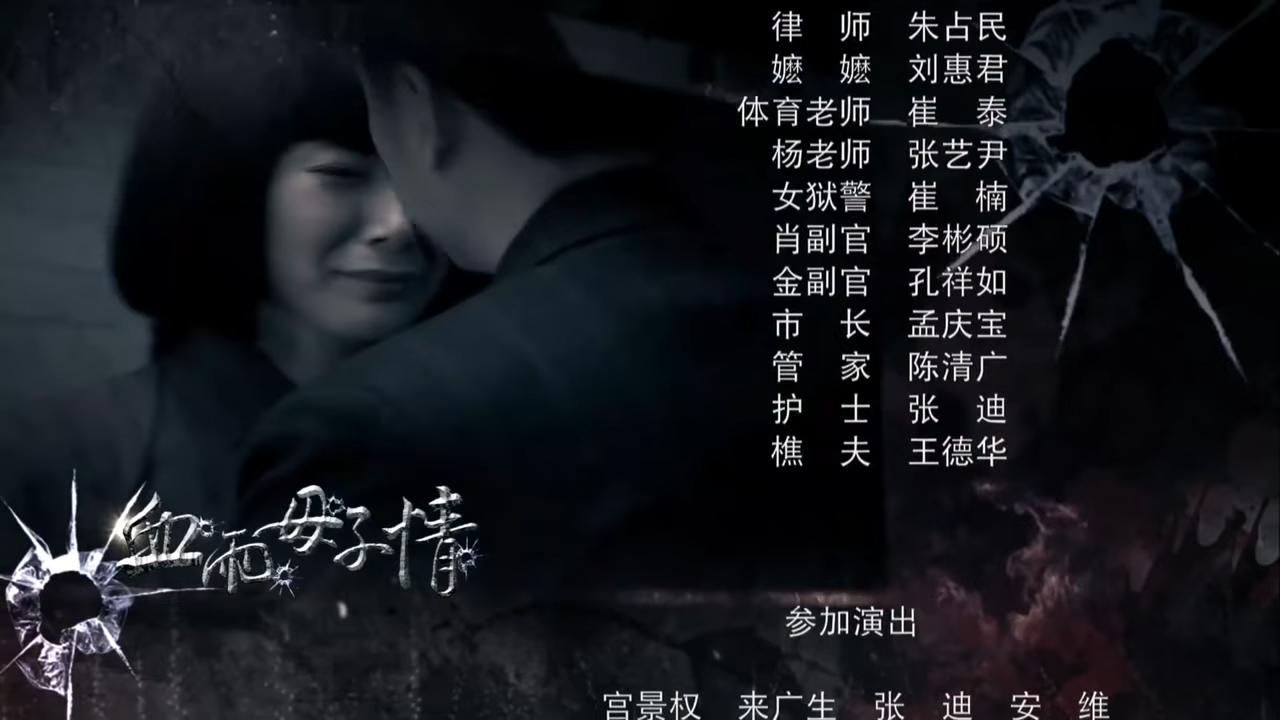 律 师 朱占民
嬷 嬷 刘惠君
体育老师 崔 泰
杨老师 张艺尹
女狱警 崔 楠
肖副官 李彬硕
金副官 孔祥如
市 长 孟庆宝
管 家 陈清广
护 士 张 迪
樵 夫 王德华
血雨母子情
参加演出
宫景权 来广生 张 迪 安 维